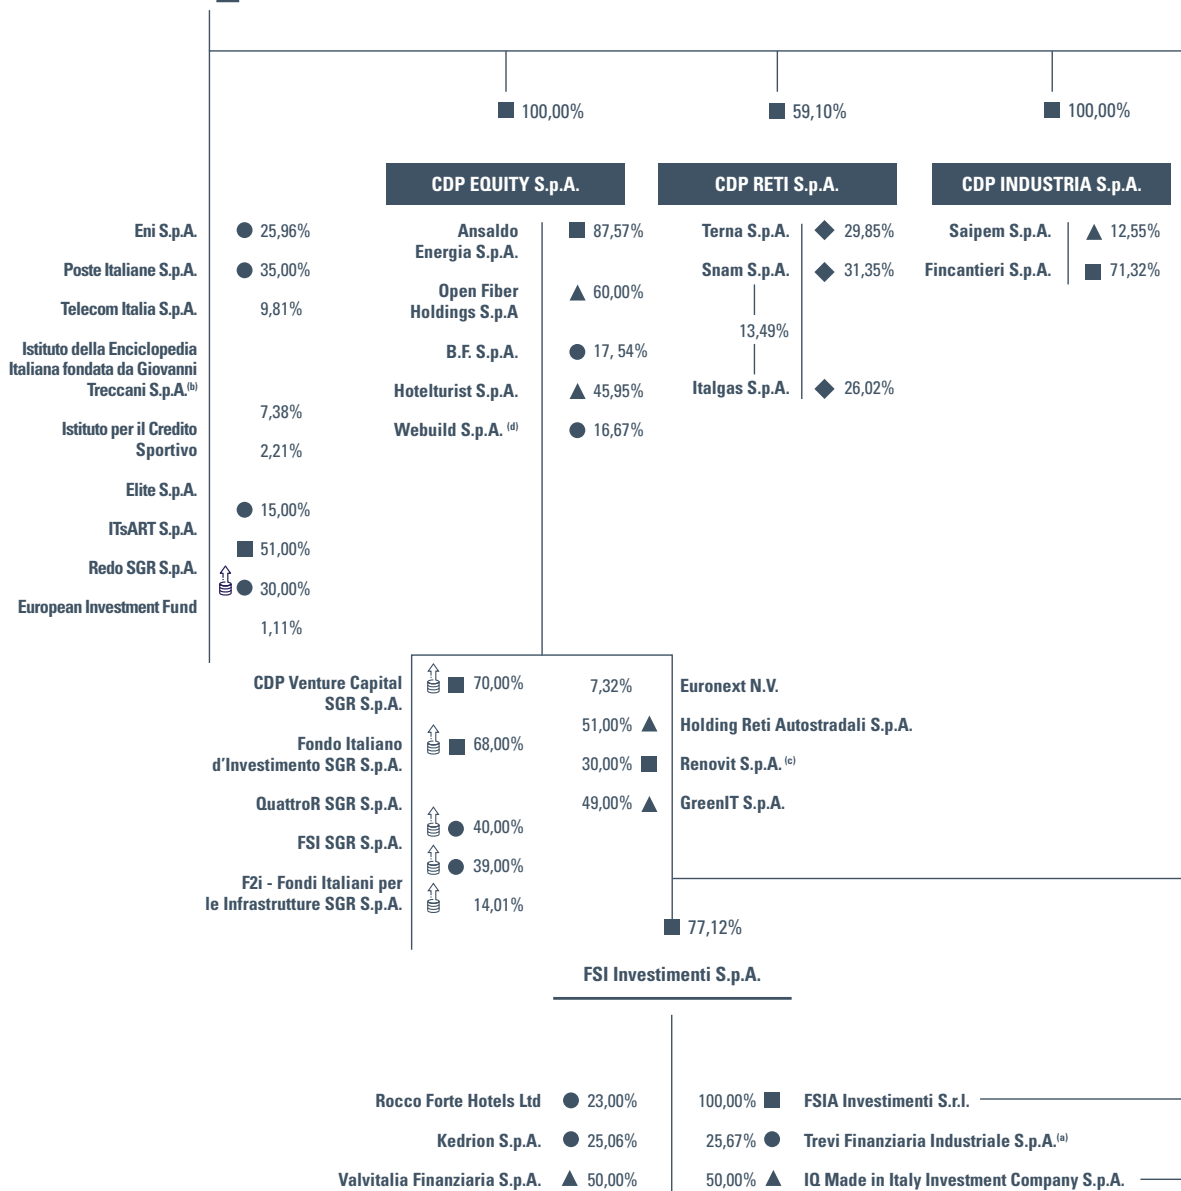 100,00%
59,10%
100,00%
CDP EQUITY S.p.A.
CDP RETI S.p.A.
CDP INDUSTRIA S.p.A.
Eni S.p.A.
25,96%
Poste Italiane S.p.A.
35,00%
Telecom Italia S.p.A.
9,81%
Istituto della Enciclopedia
Italiana fondata da Giovanni
Treccani S.p.A.(b)
7,38%
Istituto per il Credito
Sportivo
2,21%
Elite S.p.A.
15,00%
ITsART S.p.A.
51,00%
Redo SGR S.p.A.
30,00%
European Investment Fund
1,11%
Ansaldo
Energia S.p.A.
87,57%
Open Fiber
Holdings S.p.A
60,00%
B.F. S.p.A.
17, 54%
Hotelturist S.p.A.
45,95%
Webuild S.p.A. (d)
16,67%
Terna S.p.A.
29,85%
Snam S.p.A.
31,35%
13,49%
Italgas S.p.A.
26,02%
Saipem S.p.A.
12,55%
Fincantieri S.p.A.
71,32%
CDP Venture Capital
SGR S.p.A.
70,00%
Fondo Italiano
d'Investimento SGR S.p.A.
68,00%
QuattroR SGR S.p.A.
40,00%
FSI SGR S.p.A.
39,00%
F2i - Fondi Italiani per
le Infrastrutture SGR S.p.A.
14,01%
7,32%
Euronext N.V.
51,00%
Holding Reti Autostradali S.p.A.
30,00%
Renovit S.p.A. (c)
49,00%
GreenIT S.p.A.
77,12%
FSI Investimenti S.p.A.
Rocco Forte Hotels Ltd
23,00%
Kedrion S.p.A.
25,06%
Valvitalia Finanziaria S.p.A.
50,00%
100,00%
FSIA Investimenti S.r.l.
25,67%
Trevi Finanziaria Industriale S.p.A.(a)
50,00%
IQ Made in Italy Investment Company S.p.A.